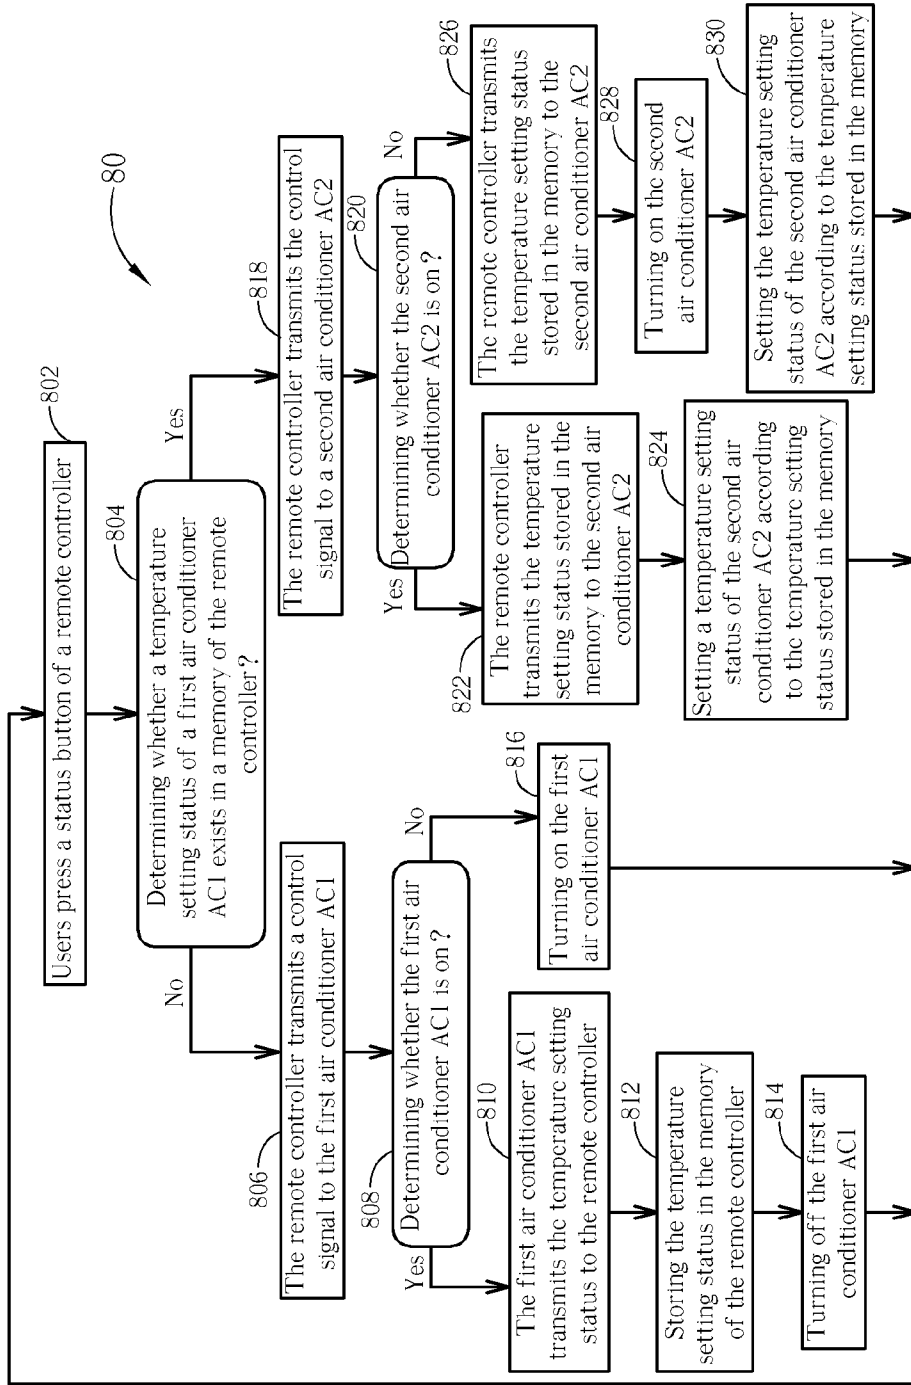 80
Users press a status button of a remote controller
802
804
Determining whether a temperature
setting status of a first air conditioner
AC1 exists in a memory of the remote
controller?
No
Yes
806
The remote controller transmits a control
signal to the first air conditioner AC1
808
Determining whether the first air
conditioner AC1 is on?
Yes
No
810
The first air conditioner AC1
transmits the temperature setting
status to the remote controller
812
Storing the temperature
setting status in the memory
of the remote controller
814
Turning off the first air
conditioner AC1
816
Turning on the first
air conditioner AC1
818
The remote controller transmits the control
signal to a second air conditioner AC2
820
Determining whether the second air
conditioner AC2 is on?
Yes
No
822
The remote controller
transmits the temperature
setting status stored in the
memory to the second air
conditioner AC2
824
Setting a temperature setting
status of the second air
conditioner AC2 according
to the temperature setting
status stored in the memory
826
The remote controller transmits
the temperature setting status
stored in the memory to the
second air conditioner AC2
828
Turning on the second
air conditioner AC2
830
Setting the temperature setting
status of the second air conditioner
AC2 according to the temperature
setting status stored in the memory